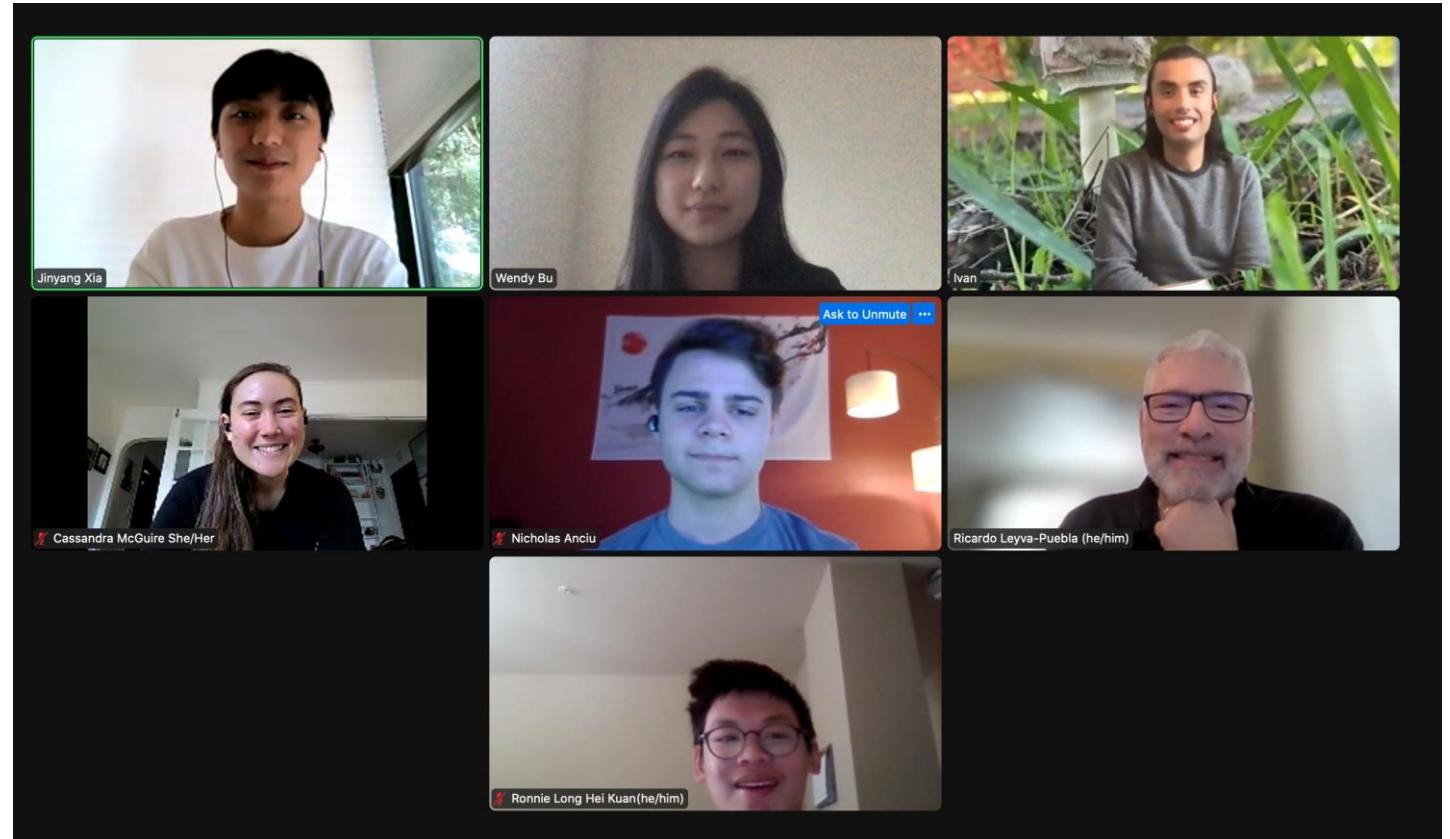 Jinyang Xia
Wendy Bu
Ivan
Ask to Unmute ...
Cassandra McGuire She/Her
Nicholas Anciu
Ricardo Leyva-Puebla (he/him)
Ronnie Long Hei Kuan(he/him)